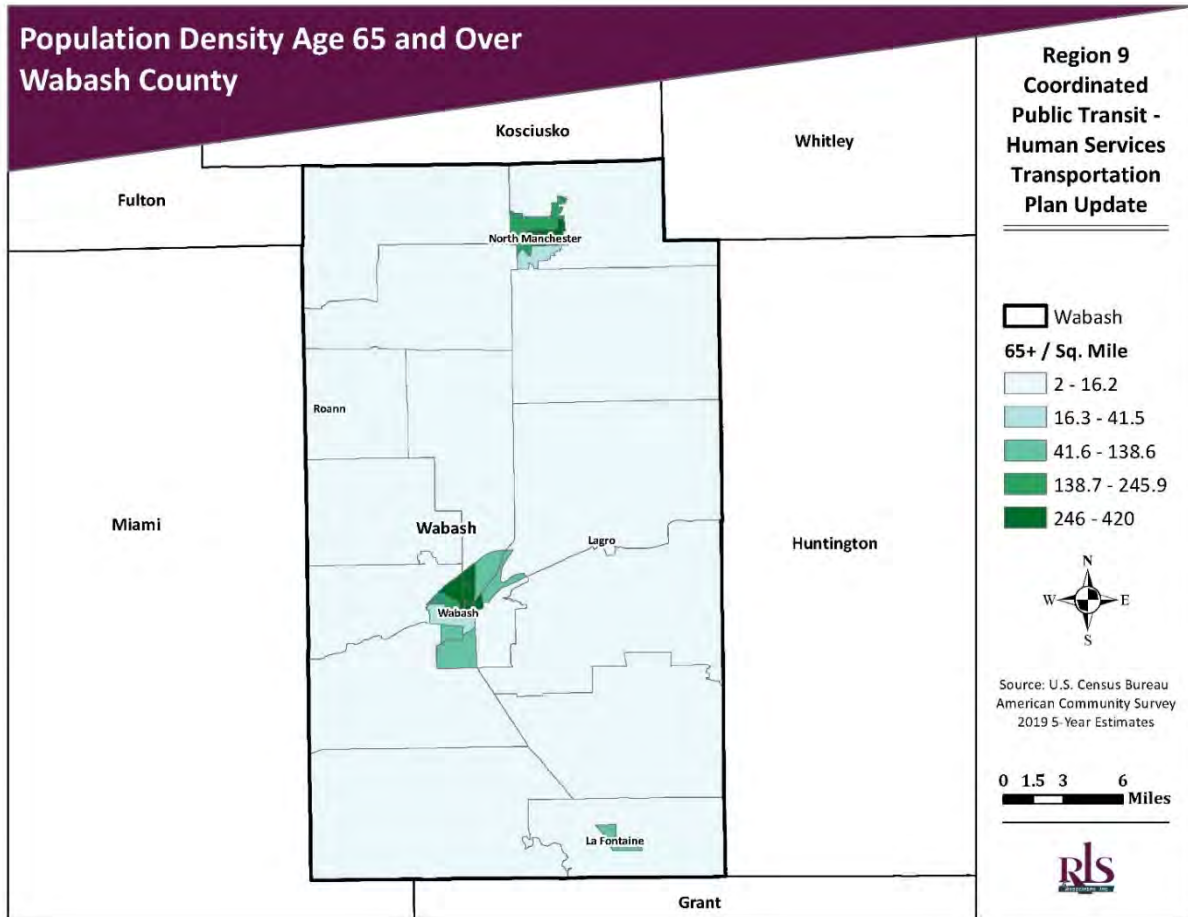 Population Density Age 65 and Over
Wabash County
Region 9
Coordinated
Public Transit -
Human Services
Transportation
Plan Update
Kosciusko
Whitley
Fulton
North Manchester
Roann
Miami
Wabash
Lagro
Huntington
Wabash
La Fontaine
Grant
Wabash
65+ / Sq. Mile
2 - 16.2
16.3 - 41.5
41.6 - 138.6
138.7 - 245.9
246 - 420
N
W
E
S
Source: U.S. Census Bureau
American Community Survey
2019 5-Year Estimates
0 1.5 3 6
Miles
RLS
& Associates, Inc.